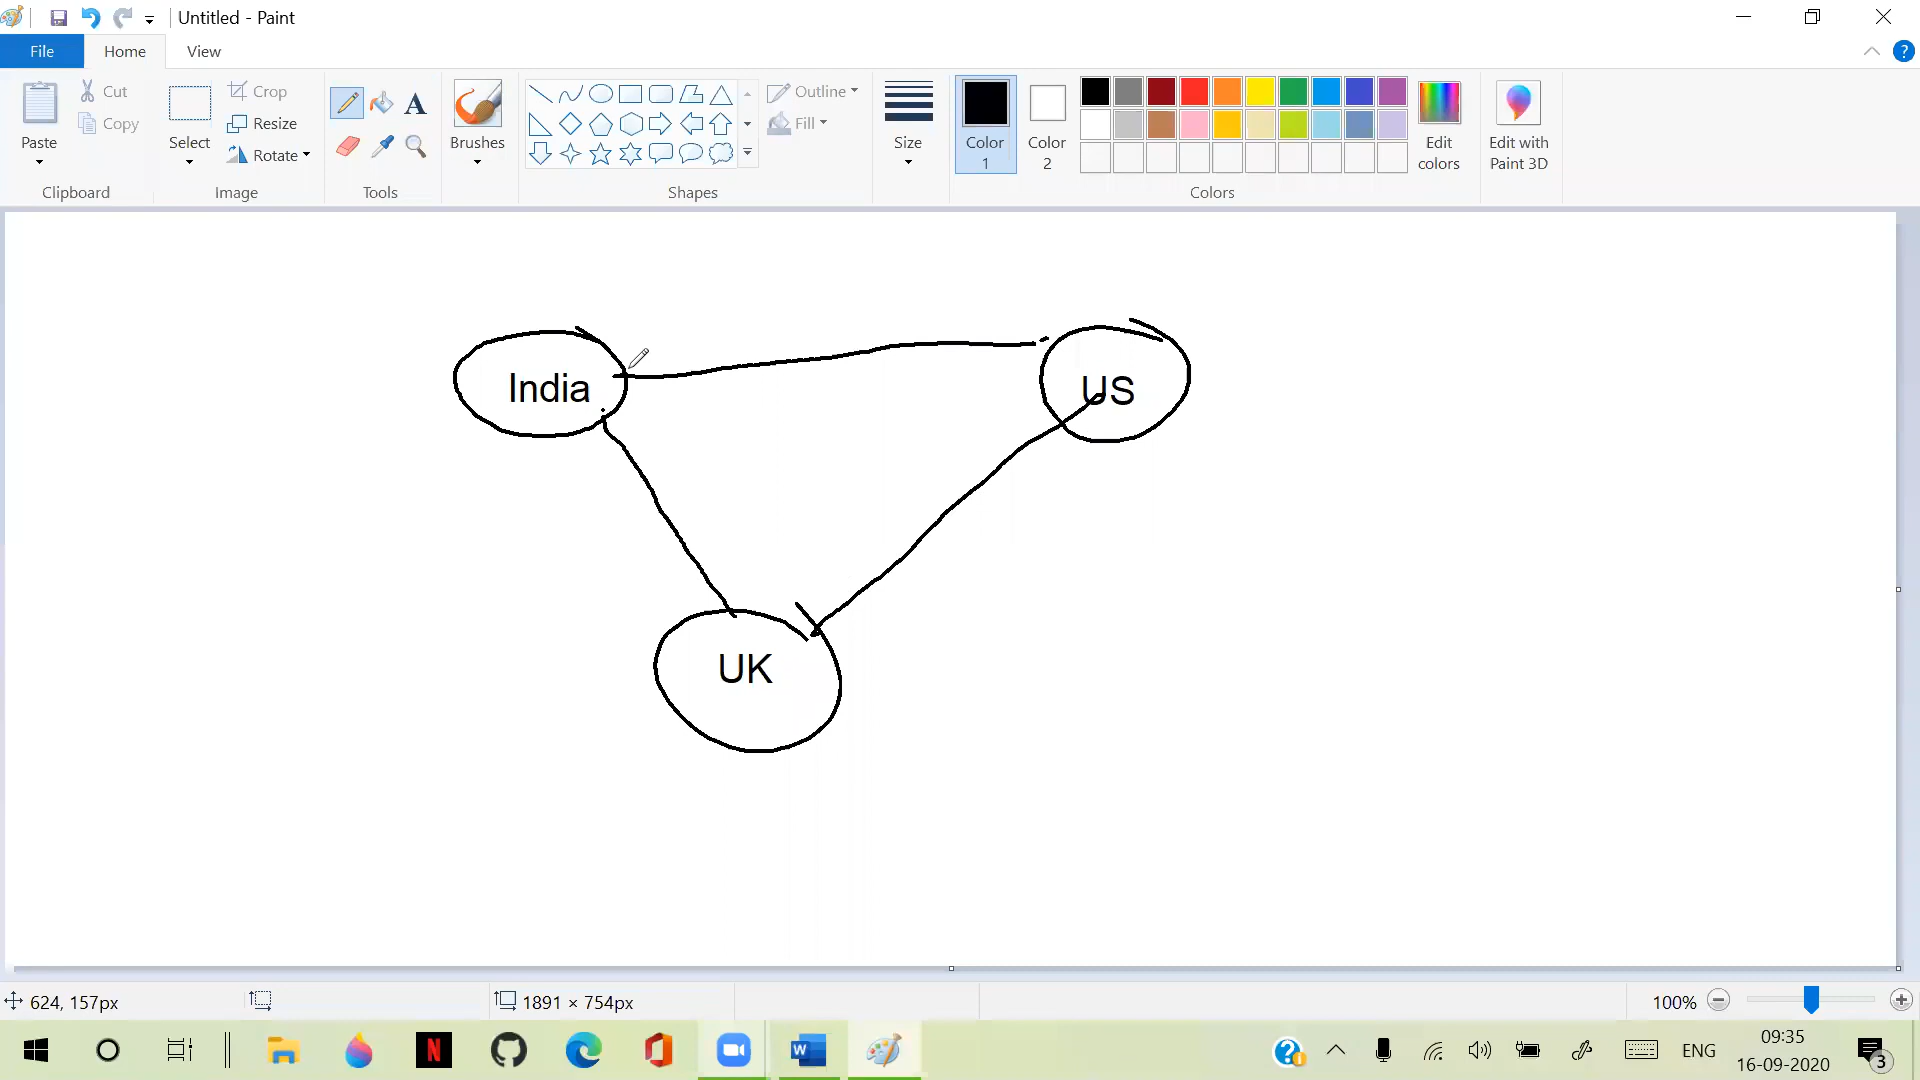 Untitled - Paint
File Home View
Paste
Cut
Copy
Clipboard
Select
Crop
Resize
Rotate
Image
A
Tools
Brushes
Shapes
Outline
Fill
Size
Color 1
Color 2
Colors
Edit colors
Edit with Paint 3D
India
US
UK
624, 157px
1891 × 754px
100%
N
W
ENG
09:35
16-09-2020
3